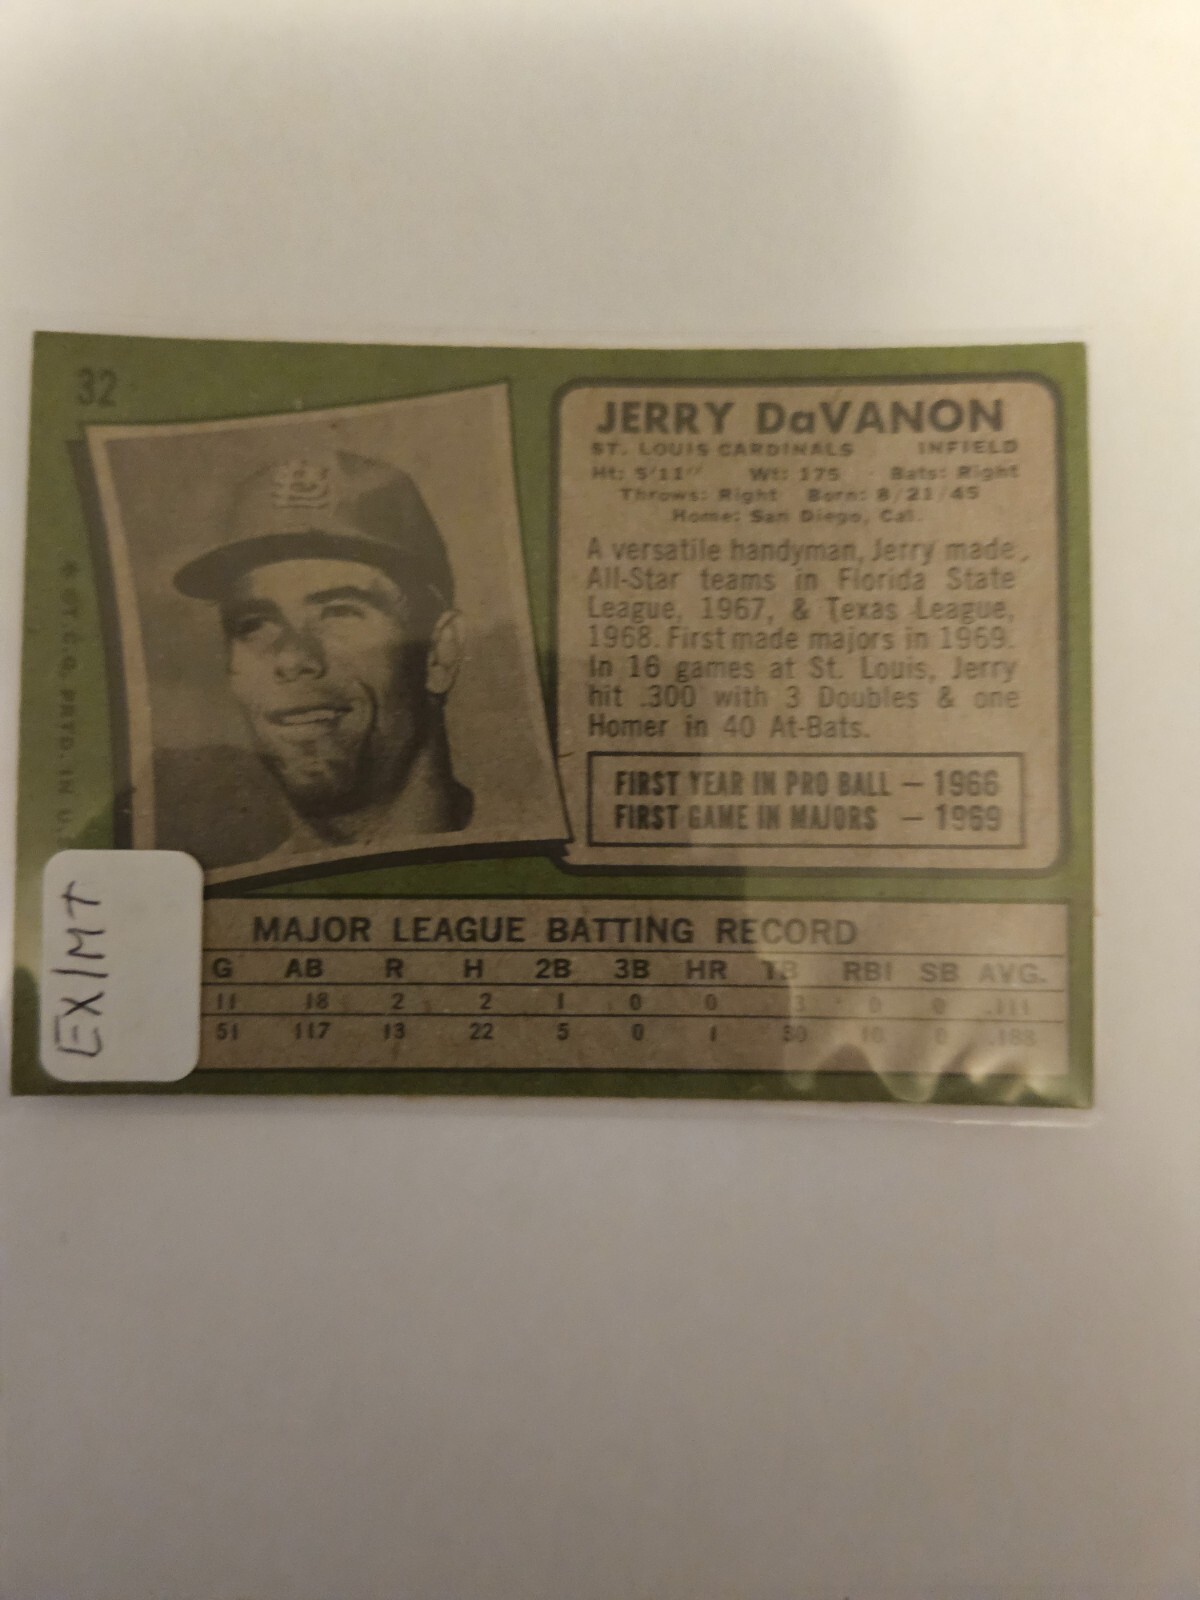 32
JERRY DaVANON
ST. LOUIS CARDINALS INFIELD
Ht: 5'11" Wt: 175 Bats: Right
Throws: Right Born: 8/21/45
Home: San Diego, Cal.
A versatile handyman, Jerry made
All-Star teams in Florida State
League, 1967, & Texas League,
1968. First made majors in 1969.
In 16 games at St. Louis, Jerry
hit .300 with 3 Doubles & one
Homer in 40 At-Bats.
FIRST YEAR IN PRO BALL — 1966
FIRST GAME IN MAJORS — 1969
* © T.C.G. PRTD. IN U.S.
EX/MT
MAJOR LEAGUE BATTING RECORD
G AB R H 2B 3B HR TB RBI SB AVG.
11 18 2 2 1 0 0 3 0 0 .111
51 117 13 22 5 0 1 30 10 0 .188